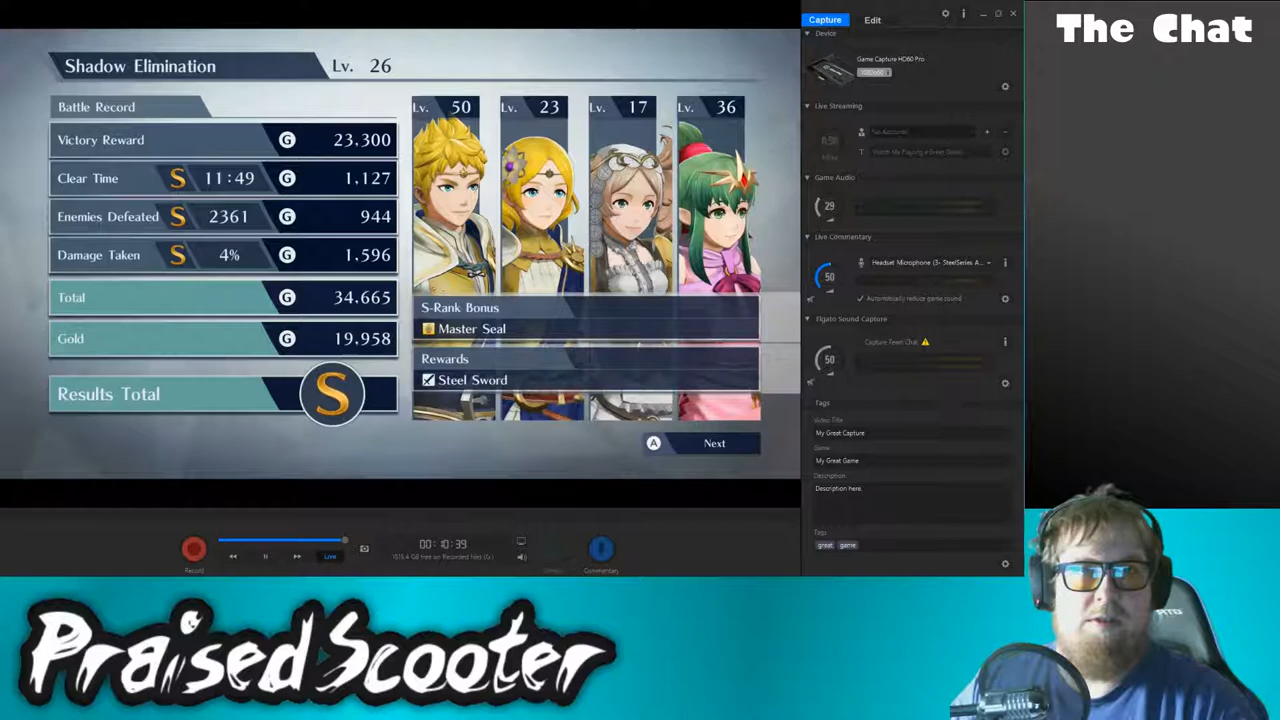 Shadow Elimination Lv. 26
Battle Record
Victory Reward G 23,300
Clear Time S 11:49 G 1,127
Enemies Defeated S 2361 G 944
Damage Taken S 4% G 1,596
Total G 34,665
Gold G 19,958
Results Total S
Lv. 50 Lv. 23 Lv. 17 Lv. 36
S-Rank Bonus
Master Seal
Rewards
Steel Sword
A Next
00:10:39
Record
Live
Commentary
Capture Edit
Device
Game Capture HD60 Pro
Live Streaming
Game Audio
29
Live Commentary
50
Headset Microphone (3- SteelSeries A...
Automatically reduce game sound
Elgato Sound Capture
50
Capture Team Chat
Tags
Video Title
My Great Capture
Game
My Great Game
Description
Description here.
Tags
great game
The Chat
PraisedScooter